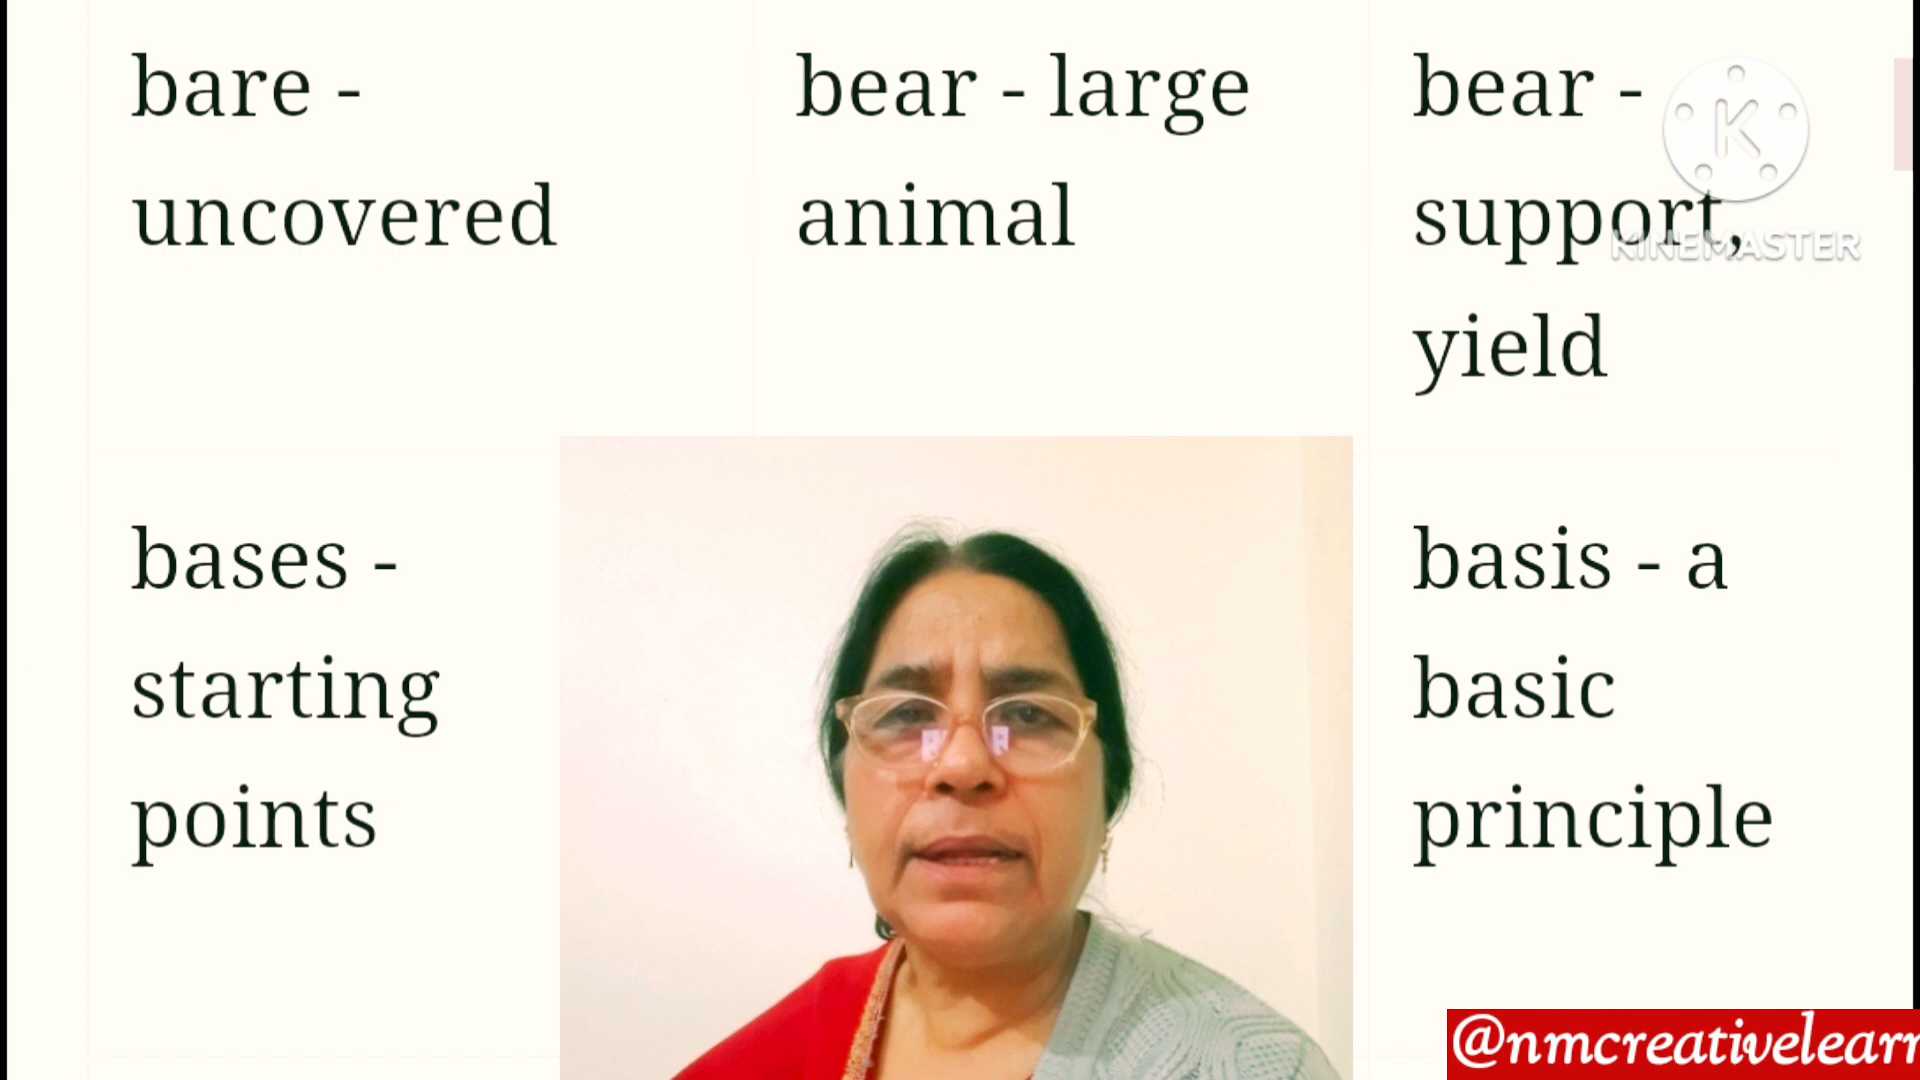 bare -
uncovered
bear - large
animal
bear -
support,
yield
K
KINEMASTER
bases -
starting
points
basis - a
basic
principle
@nmcreativelearn